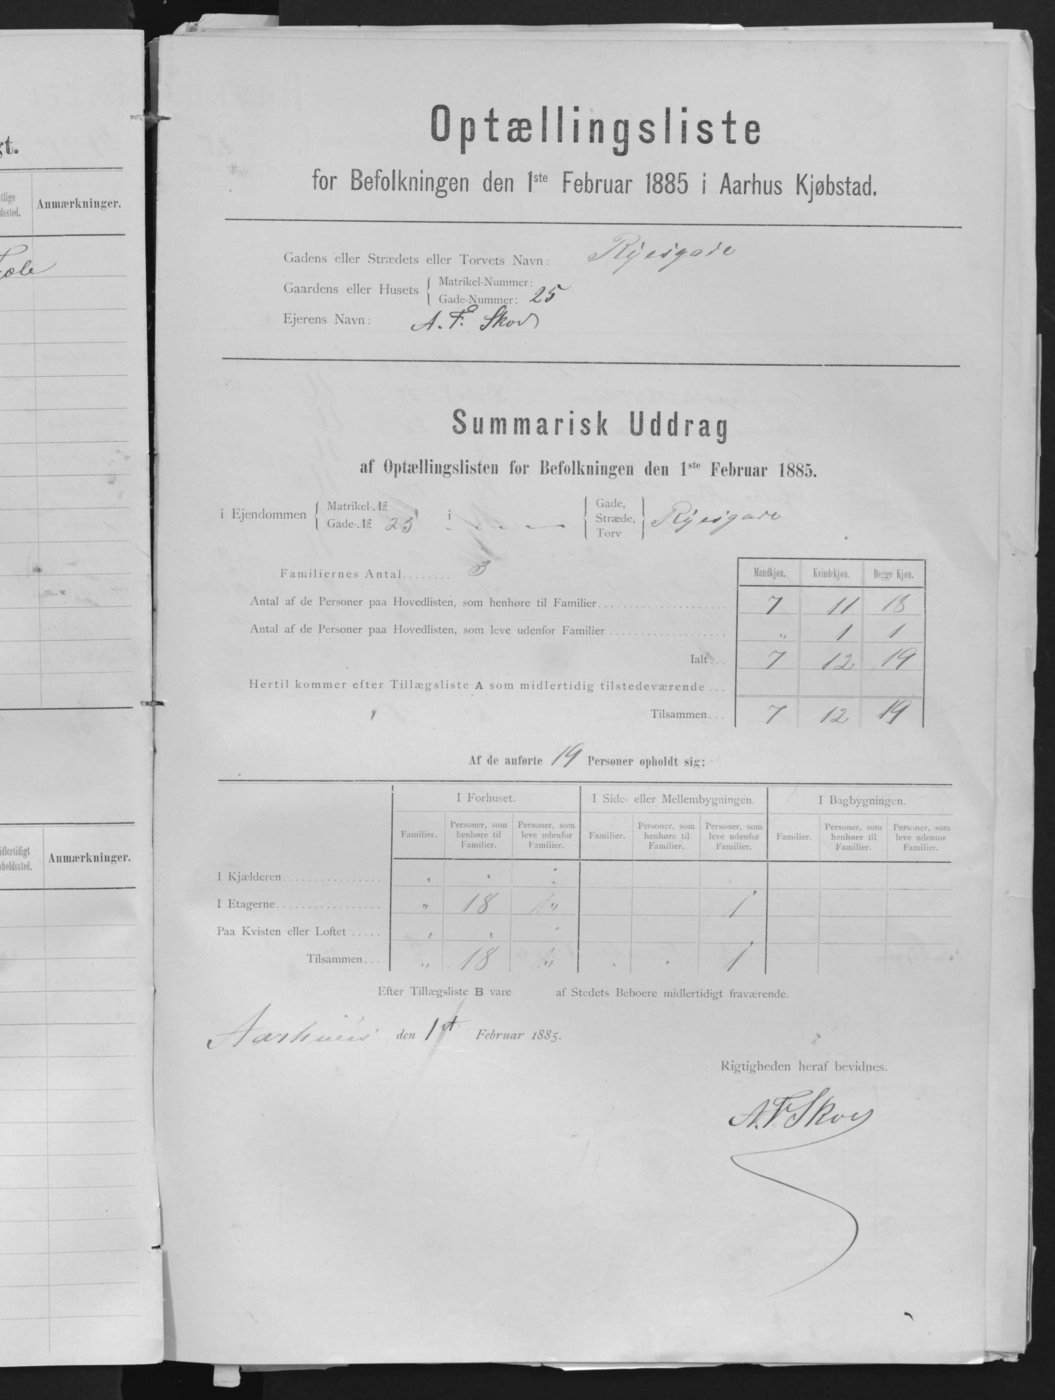 gt.
Anmærkninger.
Anmærkninger.
Optællingsliste
for Befolkningen den 1ste Februar 1885 i Aarhus Kjøbstad.
Gadens eller Strædets eller Torvets Navn: Ryesgade
Gaardens eller Husets { Matrikel-Nummer:
Gade-Nummer: 25
Ejerens Navn: A. F. Skov
Summarisk Uddrag
af Optællingslisten for Befolkningen den 1ste Februar 1885.
i Ejendommen { Matrikel-№
Gade-№ 25 } i { Gade, Stræde, Torv } Ryesgade
Familiernes Antal........ 3
Mandkjøn. Kvindekjøn. Begge Kjøn.
Antal af de Personer paa Hovedlisten, som henhøre til Familier 7 11 18
Antal af de Personer paa Hovedlisten, som leve udenfor Familier " 1 1
Ialt... 7 12 19
Hertil kommer efter Tillægsliste A som midlertidig tilstedeværende...
Tilsammen... 7 12 19
Af de anførte 19 Personer opholdt sig:
I Forhuset. I Side- eller Mellembygningen. I Bagbygningen.
Familier. Personer, som henhøre til Familier. Personer, som leve udenfor Familier. Familier. Personer, som henhøre til Familier. Personer, som leve udenfor Familier. Familier. Personer, som henhøre til Familier. Personer, som leve udenfor Familier.
I Kjælderen
I Etagerne " 18 " 1
Paa Kvisten eller Loftet
Tilsammen... " 18 " 1
Efter Tillægsliste B vare af Stedets Beboere midlertidigt fraværende.
Aarhuus den 1st Februar 1885.
Rigtigheden heraf bevidnes.
A. F. Skov